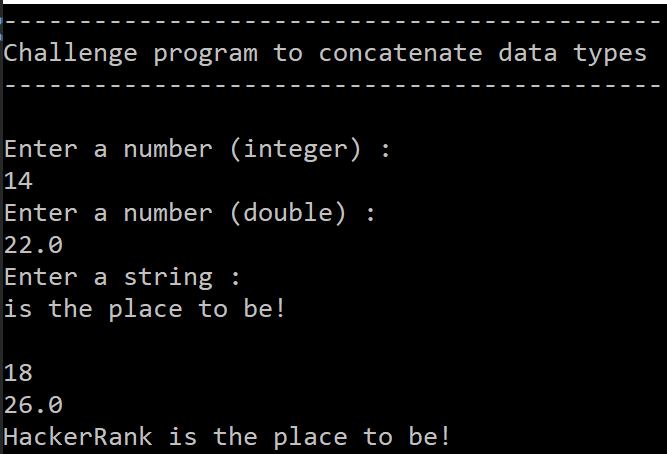 --------------------------------------------
Challenge program to concatenate data types
--------------------------------------------
Enter a number (integer) :
14
Enter a number (double) :
22.0
Enter a string :
is the place to be!
18
26.0
HackerRank is the place to be!